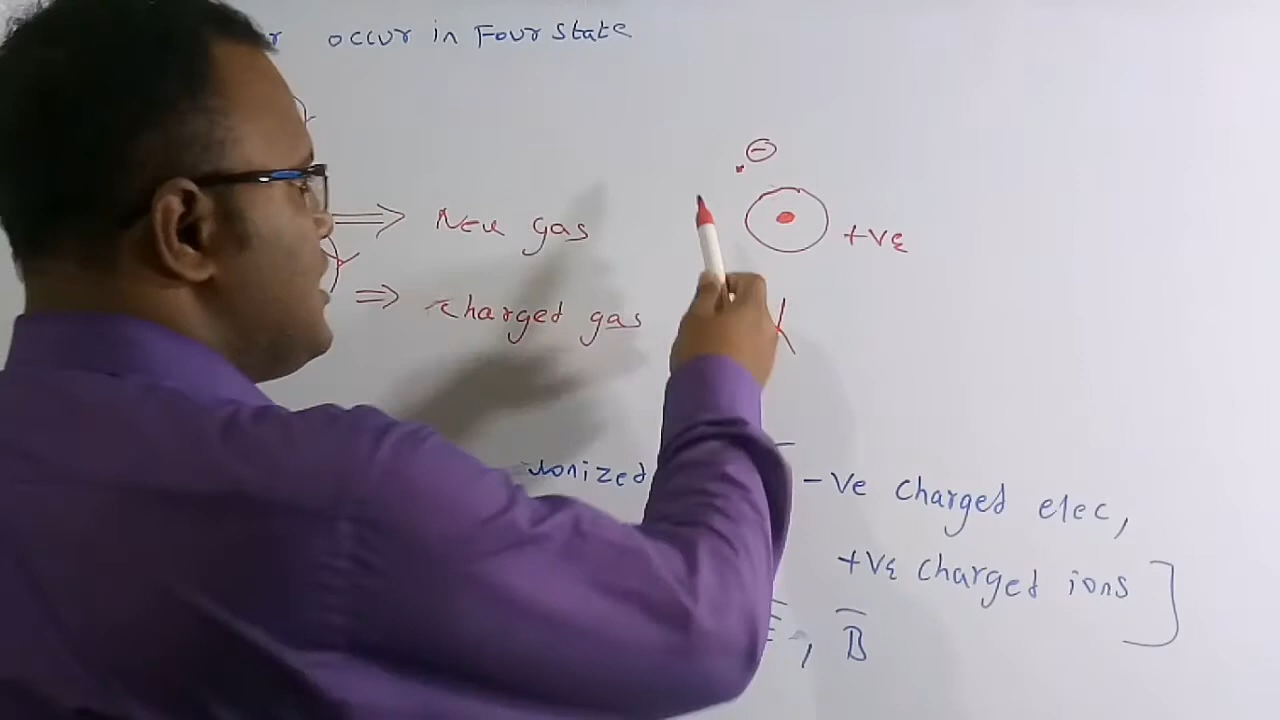 occur in Four state
⊖
⇒ Neu gas
+ve
⇒ charged gas
ionized
-ve charged elec,
+ve charged ions ]
, B̅